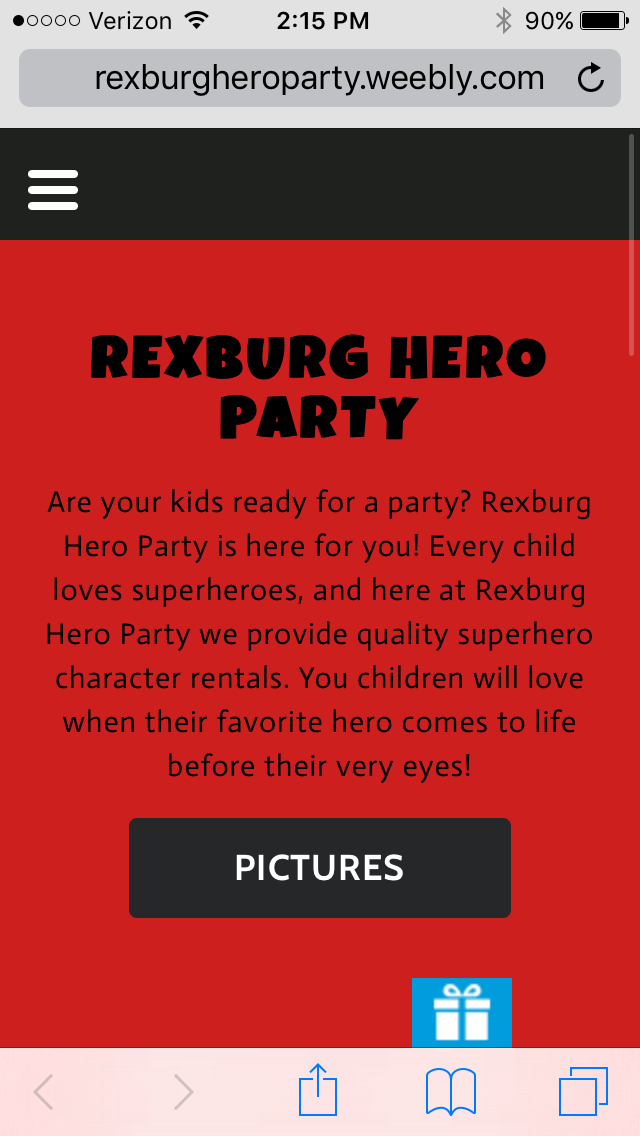 Verizon 2:15 PM 90%
rexburgheroparty.weebly.com
REXBURG HERO
PARTY
Are your kids ready for a party? Rexburg
Hero Party is here for you! Every child
loves superheroes, and here at Rexburg
Hero Party we provide quality superhero
character rentals. You children will love
when their favorite hero comes to life
before their very eyes!
PICTURES